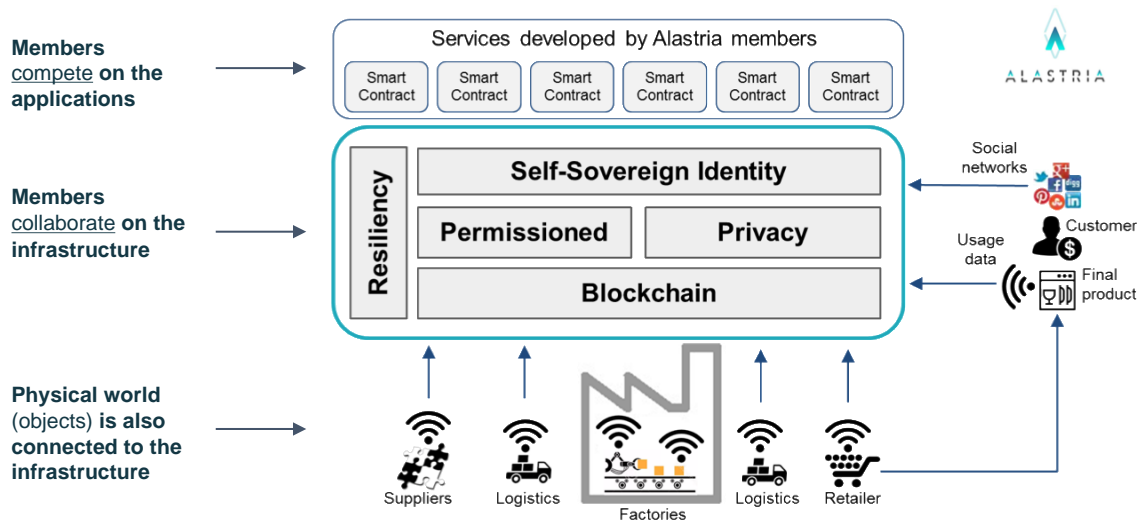 Members
compete on the
applications
Services developed by Alastria members
Smart
Contract
Smart
Contract
Smart
Contract
Smart
Contract
Smart
Contract
Smart
Contract
ALASTRIA
Members
collaborate on the
infrastructure
Resiliency
Self-Sovereign Identity
Permissioned
Privacy
Blockchain
Social
networks
g+
f
digg
in
Customer
$
Usage
data
Final
product
Physical world
(objects) is also
connected to the
infrastructure
Suppliers
Logistics
Factories
Logistics
Retailer